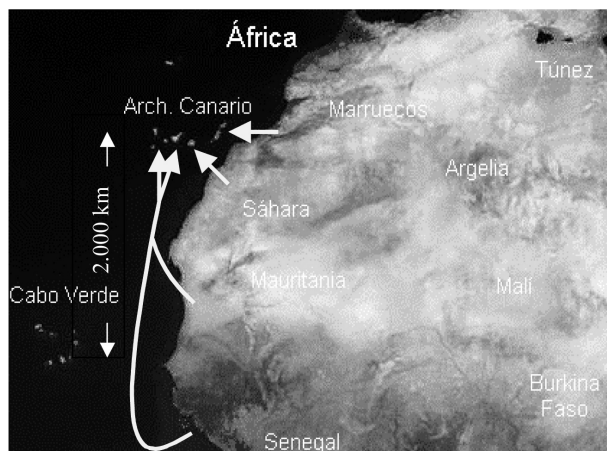 África
Túnez
Arch. Canario
Marruecos
Argelia
Sáhara
2.000 km
Mauritania
Malí
Cabo Verde
Burkina
Faso
Senegal